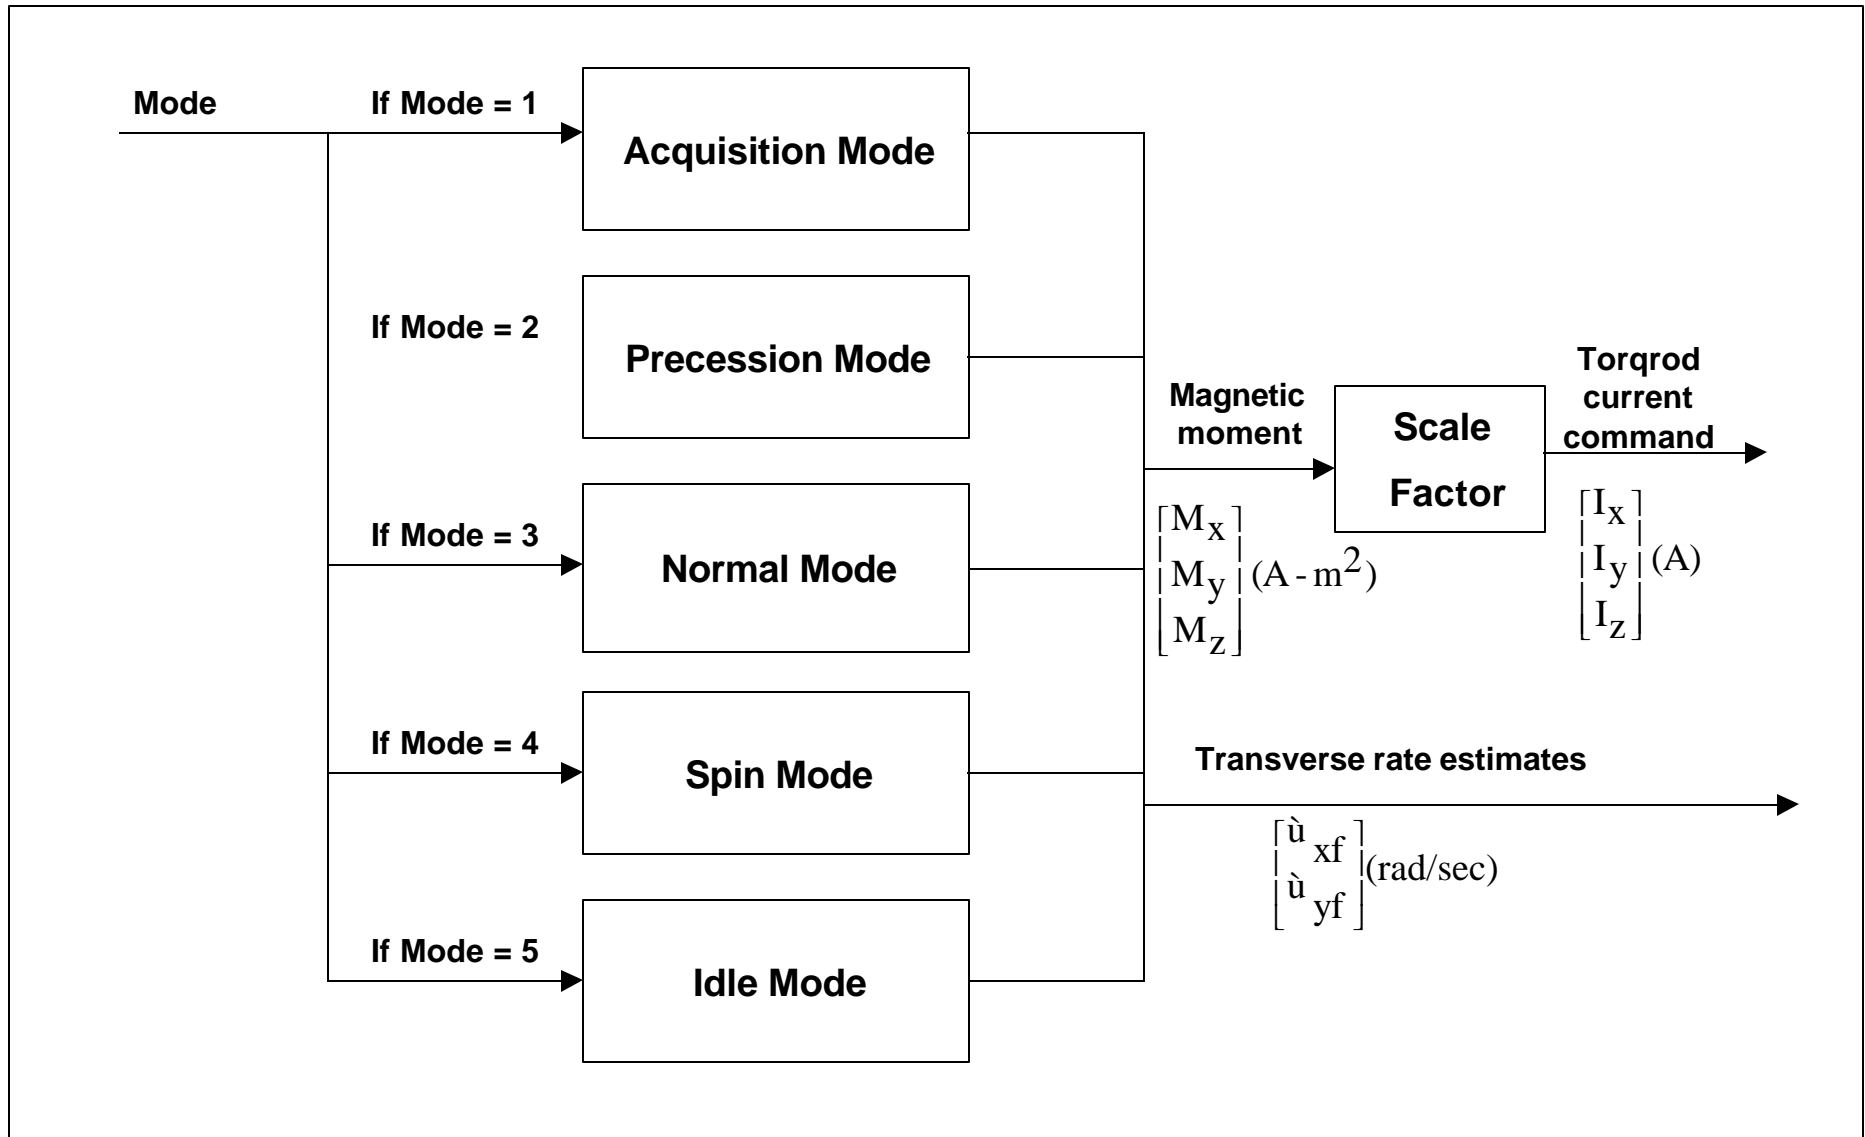 Mode
If Mode = 1
Acquisition Mode
If Mode = 2
Precession Mode
If Mode = 3
Normal Mode
If Mode = 4
Spin Mode
If Mode = 5
Idle Mode
Magnetic
moment
[Mx
My
Mz] (A - m²)
Scale
Factor
Torqrod
current
command
[Ix
Iy
Iz] (A)
Transverse rate estimates
[ù xf
ù yf] (rad/sec)